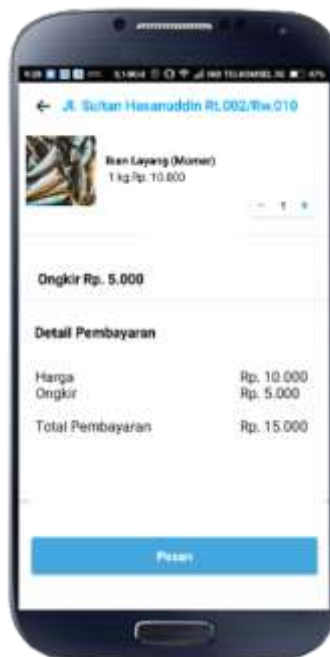 ← Jl. Sultan Hasanuddin Rt.002/Rw.010
Ikan Layang (Momar)
1 kg Rp. 10.000
- 1 +
Ongkir Rp. 5.000
Detail Pembayaran
Harga Rp. 10.000
Ongkir Rp. 5.000
Total Pembayaran Rp. 15.000
Pesan